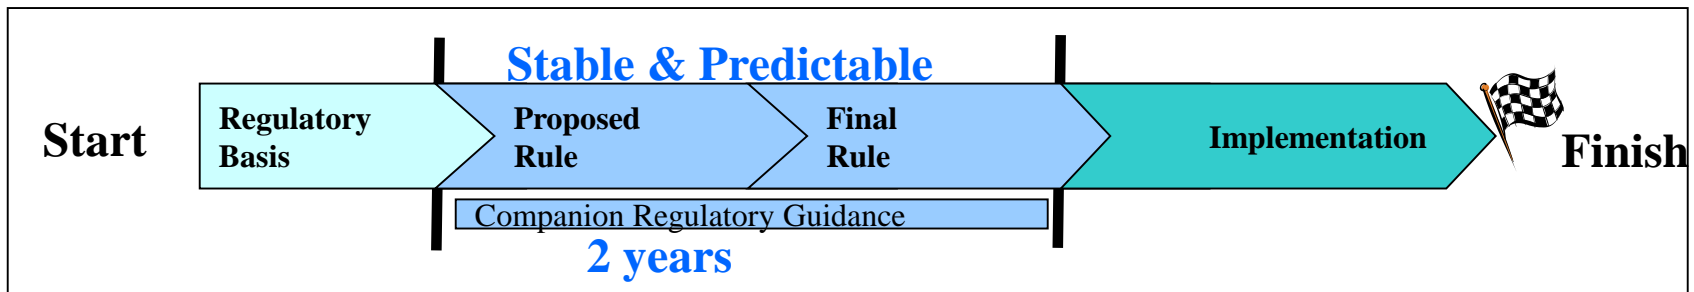 Stable & Predictable
Start
Regulatory
Basis
Proposed
Rule
Final
Rule
Implementation
Finish
Companion Regulatory Guidance
2 years